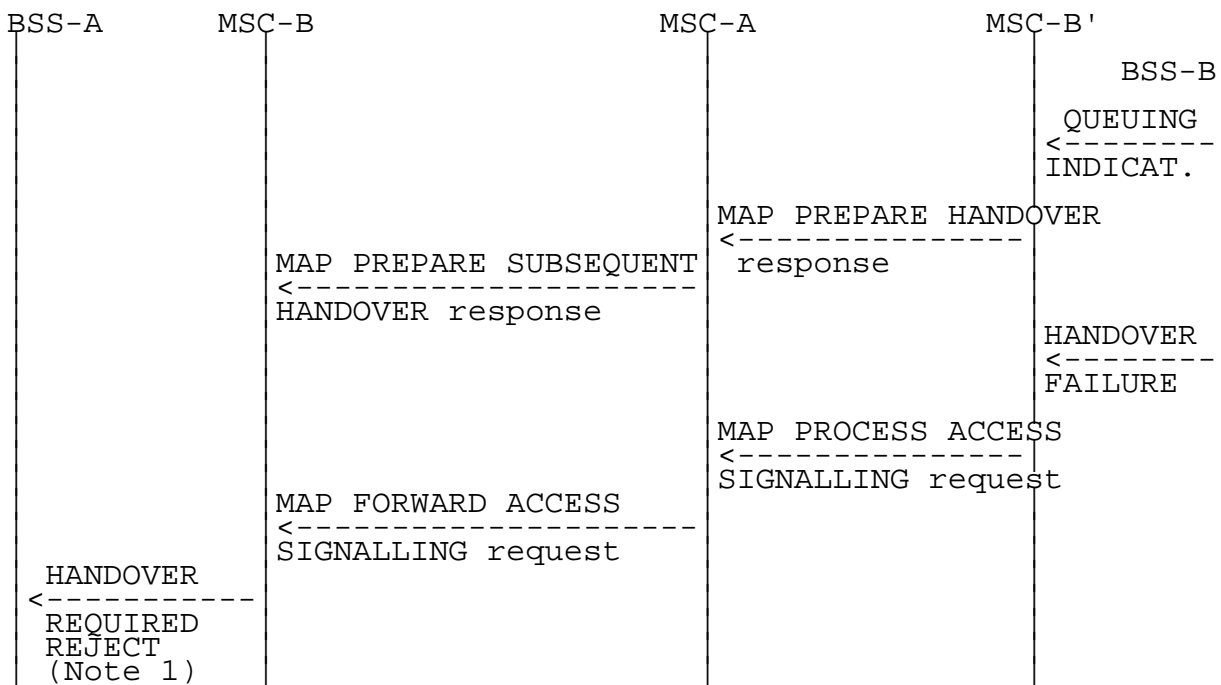 BSS-A MSC-B MSC-A MSC-B'
BSS-B
QUEUING
INDICAT.
MAP PREPARE HANDOVER
response
MAP PREPARE SUBSEQUENT
HANDOVER response
HANDOVER
FAILURE
MAP PROCESS ACCESS
SIGNALLING request
MAP FORWARD ACCESS
SIGNALLING request
HANDOVER
REQUIRED
REJECT
(Note 1)